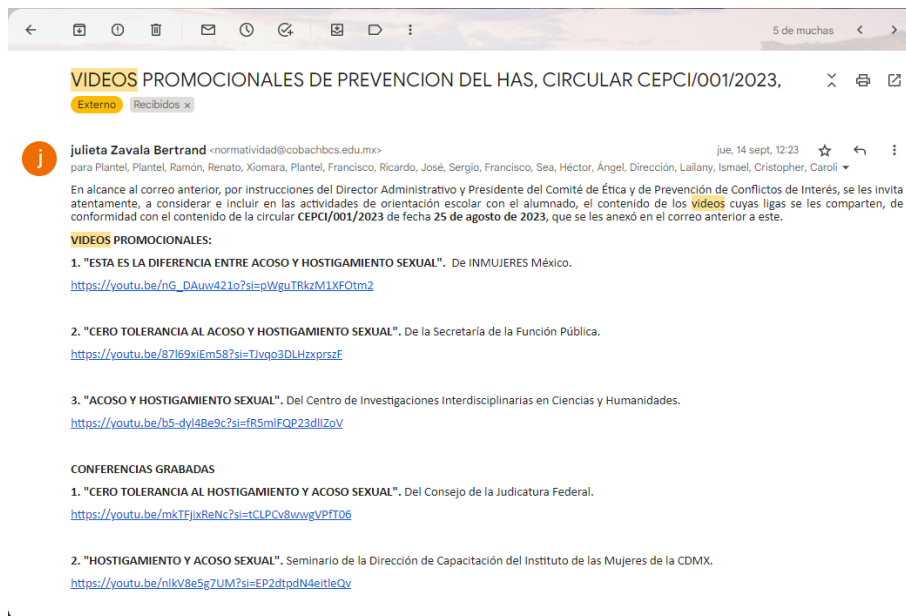 5 de muchas
VIDEOS PROMOCIONALES DE PREVENCION DEL HAS, CIRCULAR CEPCI/001/2023,
Externo Recibidos ×
j
julieta Zavala Bertrand <normatividad@cobachbcs.edu.mx> jue, 14 sept, 12:23
para Plantel, Plantel, Ramón, Renato, Xiomara, Plantel, Francisco, Ricardo, José, Sergio, Francisco, Sea, Héctor, Ángel, Dirección, Lailany, Ismael, Cristopher, Caroli
En alcance al correo anterior, por instrucciones del Director Administrativo y Presidente del Comité de Ética y de Prevención de Conflictos de Interés, se les invita
atentamente, a considerar e incluir en las actividades de orientación escolar con el alumnado, el contenido de los videos cuyas ligas se les comparten, de
conformidad con el contenido de la circular CEPCI/001/2023 de fecha 25 de agosto de 2023, que se les anexó en el correo anterior a este.
VIDEOS PROMOCIONALES:
1. "ESTA ES LA DIFERENCIA ENTRE ACOSO Y HOSTIGAMIENTO SEXUAL". De INMUJERES México.
https://youtu.be/nG_DAuw421o?si=pWguTRkzM1XFOtm2
2. "CERO TOLERANCIA AL ACOSO Y HOSTIGAMIENTO SEXUAL". De la Secretaría de la Función Pública.
https://youtu.be/87l69xiEm58?si=TJvqo3DLHzxprszF
3. "ACOSO Y HOSTIGAMIENTO SEXUAL". Del Centro de Investigaciones Interdisciplinarias en Ciencias y Humanidades.
https://youtu.be/b5-dyl4Be9c?si=fR5mlFQP23dlIZoV
CONFERENCIAS GRABADAS
1. "CERO TOLERANCIA AL HOSTIGAMIENTO Y ACOSO SEXUAL". Del Consejo de la Judicatura Federal.
https://youtu.be/mkTFjixReNc?si=tCLPCv8wwgVPfT06
2. "HOSTIGAMIENTO Y ACOSO SEXUAL". Seminario de la Dirección de Capacitación del Instituto de las Mujeres de la CDMX.
https://youtu.be/nlkV8e5g7UM?si=EP2dtpdN4eitleQv